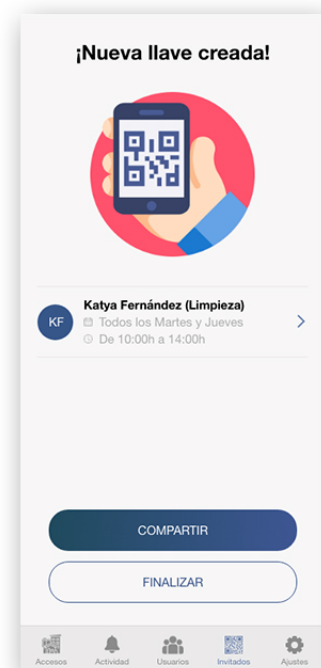 ¡Nueva llave creada!
KF
Katya Fernández (Limpieza)
Todos los Martes y Jueves
De 10:00h a 14:00h
COMPARTIR
FINALIZAR
Accesos
Actividad
Usuarios
Invitados
Ajustes